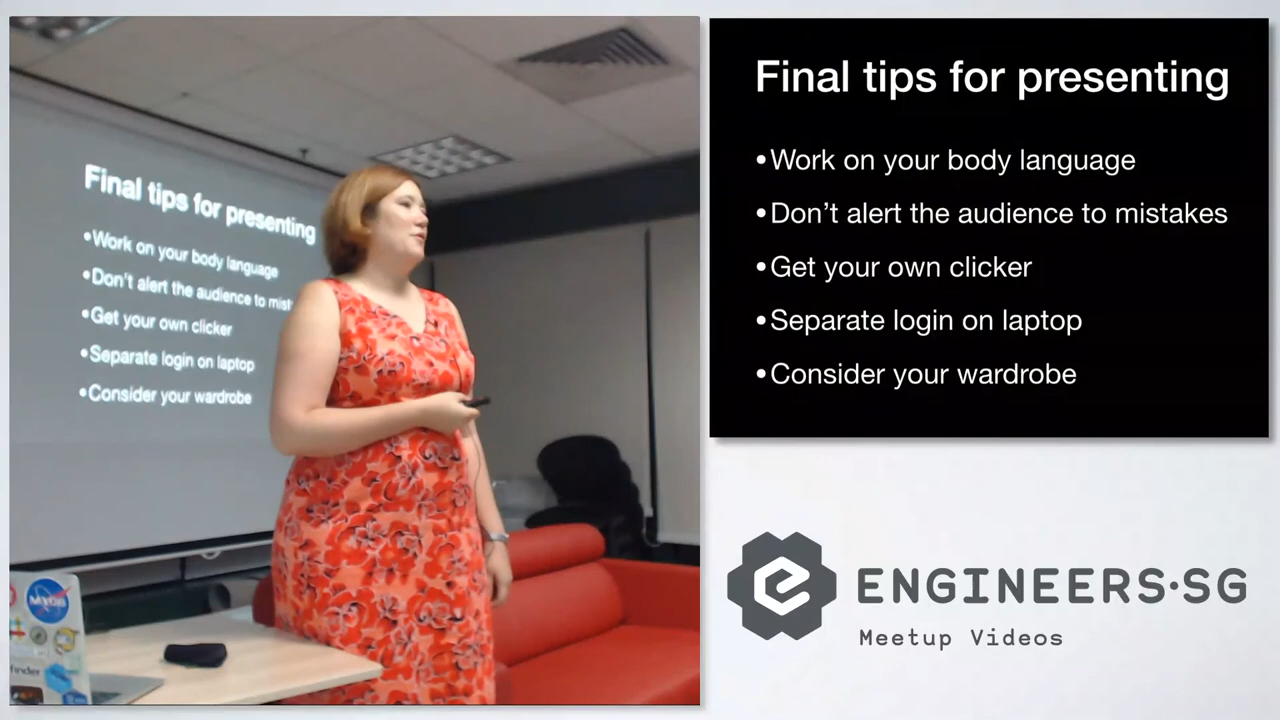 Final tips for presenting
•Work on your body language
•Don't alert the audience to mist
•Get your own clicker
•Separate login on laptop
•Consider your wardrobe
MYOB
finder
Final tips for presenting
•Work on your body language
•Don’t alert the audience to mistakes
•Get your own clicker
•Separate login on laptop
•Consider your wardrobe
e
ENGINEERS·SG
Meetup Videos